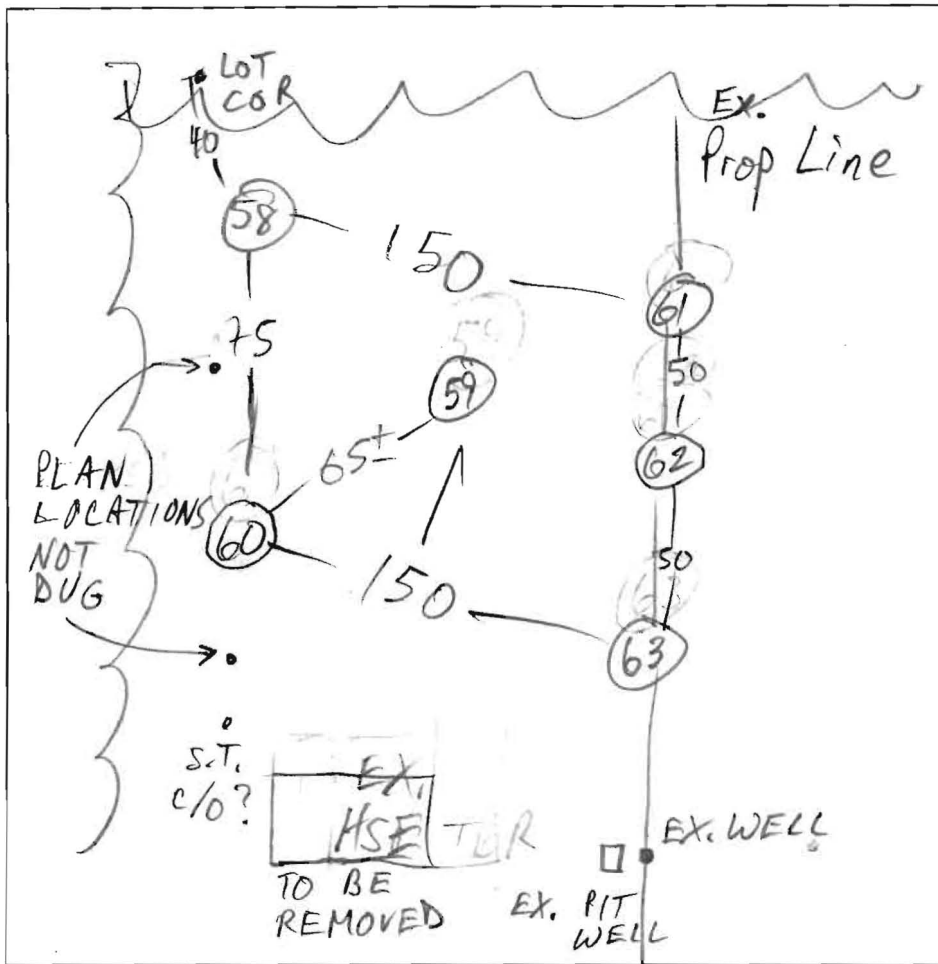 LOT
COR
40
EX.
Prop Line
58
150
61
75
50
59
65±
62
PLAN
LOCATIONS
NOT
DUG
60
150
50
63
S.T.
C/O?
EX.
HSE
TO BE
REMOVED
EX. WELL
EX. PIT
WELL